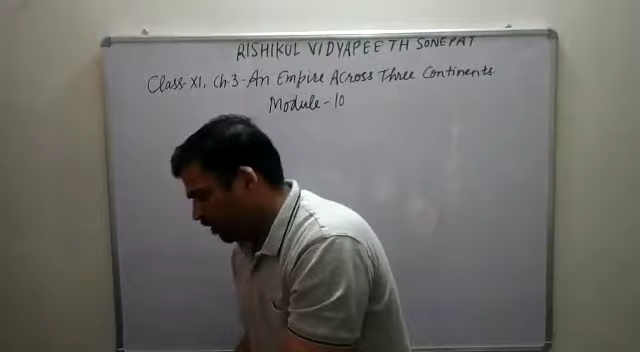 RISHIKUL VIDYAPEETH SONEPAT
Class-XI, Ch.3-An Empire Across Three Continents
Module-10